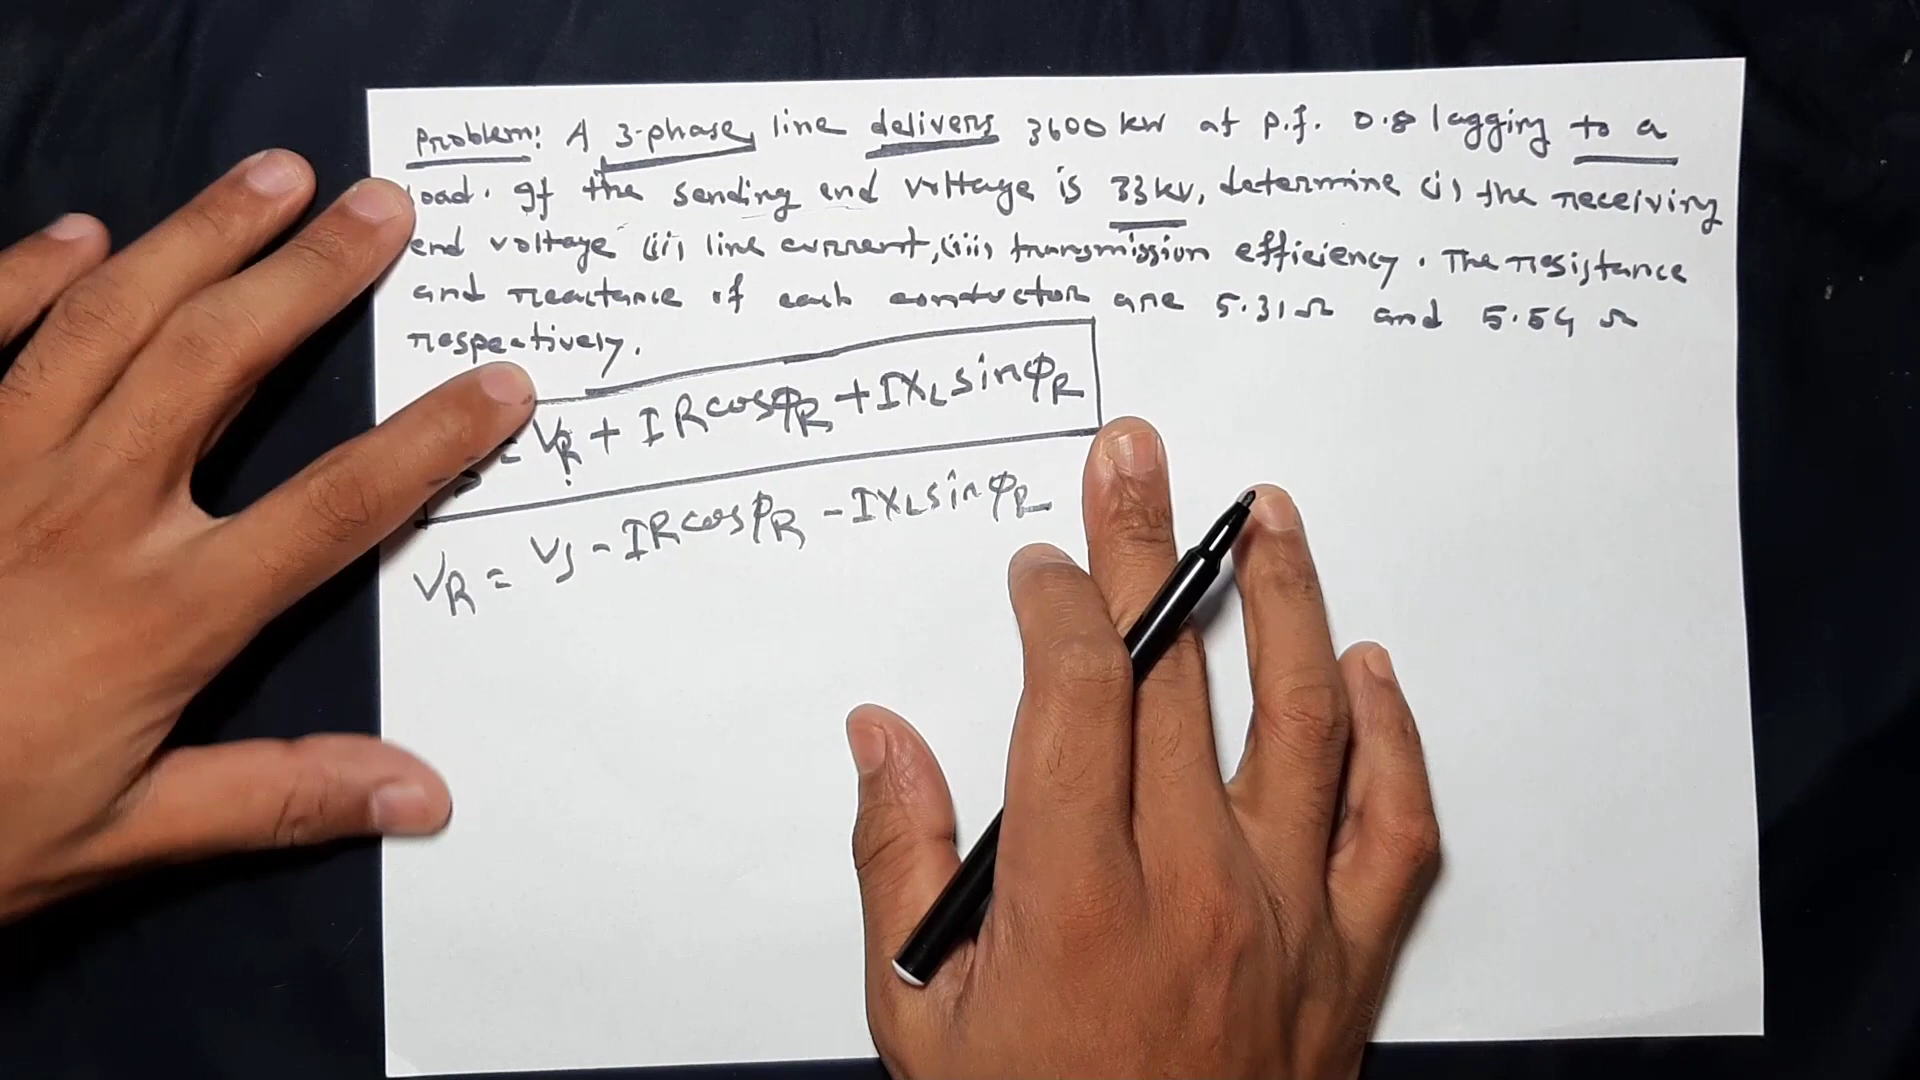 Problem: A 3-phase line delivers 3600 kW at p.f. 0.8 lagging to a
load. If the sending end voltage is 33kV, determine (i) the receiving
end voltage (ii) line current, (iii) transmission efficiency. The resistance
and reactance of each conductor are 5.31Ω and 5.54 Ω
respectively.
= VR + IRcosφR + IXLsinφR
VR = VS - IRcosφR - IXLsinφR